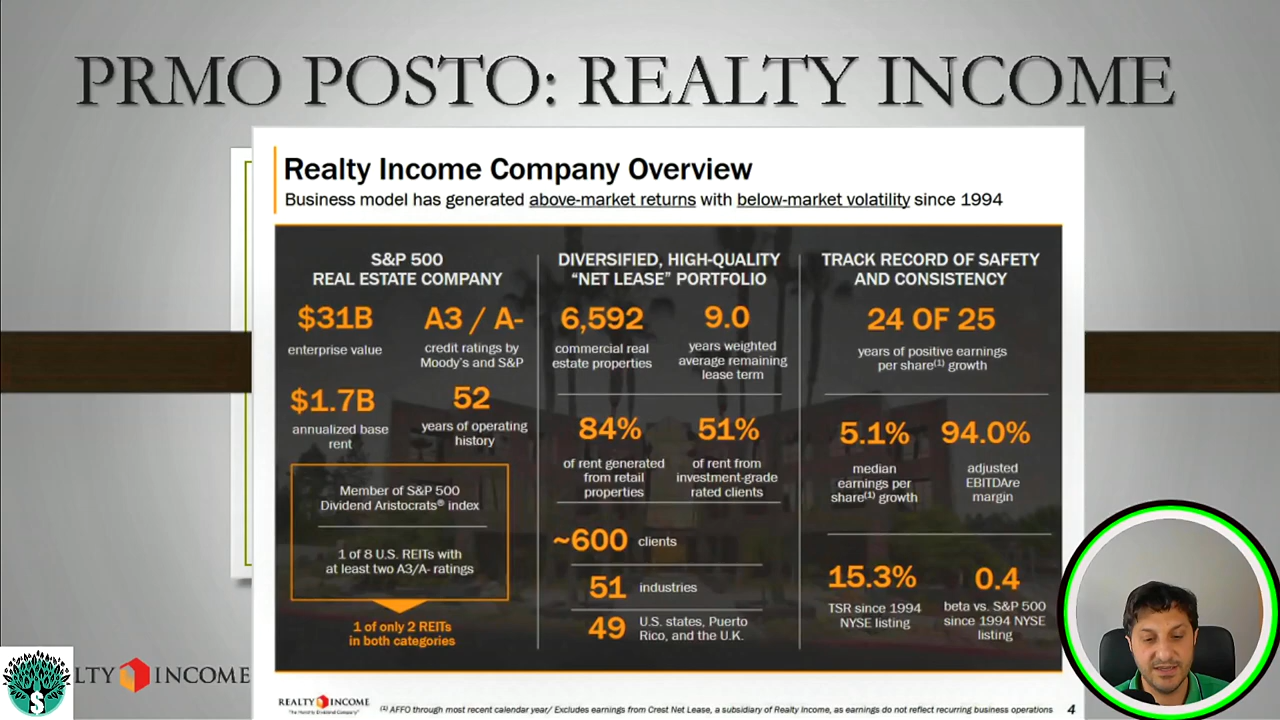 PRMO POSTO: REALTY INCOME
Realty Income Company Overview
Business model has generated above-market returns with below-market volatility since 1994
S&P 500
REAL ESTATE COMPANY
$31B
enterprise value
A3 / A-
credit ratings by
Moody's and S&P
$1.7B
annualized base
rent
52
years of operating
history
Member of S&P 500
Dividend Aristocrats® index
1 of 8 U.S. REITs with
at least two A3/A- ratings
1 of only 2 REITs
in both categories
DIVERSIFIED, HIGH-QUALITY
“NET LEASE” PORTFOLIO
6,592
commercial real
estate properties
9.0
years weighted
average remaining
lease term
84%
of rent generated
from retail
properties
51%
of rent from
investment-grade
rated clients
~600 clients
51 industries
49 U.S. states, Puerto
Rico, and the U.K.
TRACK RECORD OF SAFETY
AND CONSISTENCY
24 OF 25
years of positive earnings
per share(1) growth
5.1%
median
earnings per
share(1) growth
94.0%
adjusted
EBITDAre
margin
15.3%
TSR since 1994
NYSE listing
0.4
beta vs. S&P 500
since 1994 NYSE
listing
REALTY INCOME
"The Monthly Dividend Company"
(1) AFFO through most recent calendar year/ Excludes earnings from Crest Net Lease, a subsidiary of Realty Income, as earnings do not reflect recurring business operations
4
LTY INCOME
$